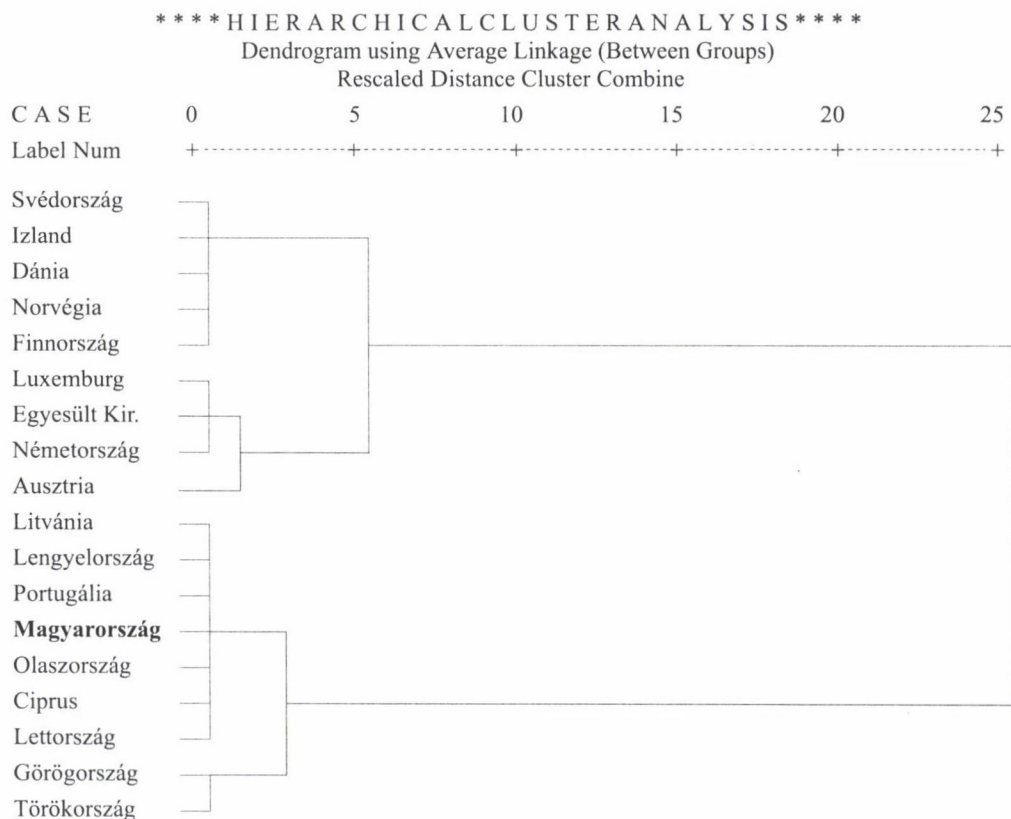 * * * * H I E R A R C H I C A L C L U S T E R A N A L Y S I S * * * *
Dendrogram using Average Linkage (Between Groups)
Rescaled Distance Cluster Combine
C A S E 0 5 10 15 20 25
Label Num
Svédország
Izland
Dánia
Norvégia
Finnország
Luxemburg
Egyesült Kir.
Németország
Ausztria
Litvánia
Lengyelország
Portugália
Magyarország
Olaszország
Ciprus
Lettország
Görögország
Törökország